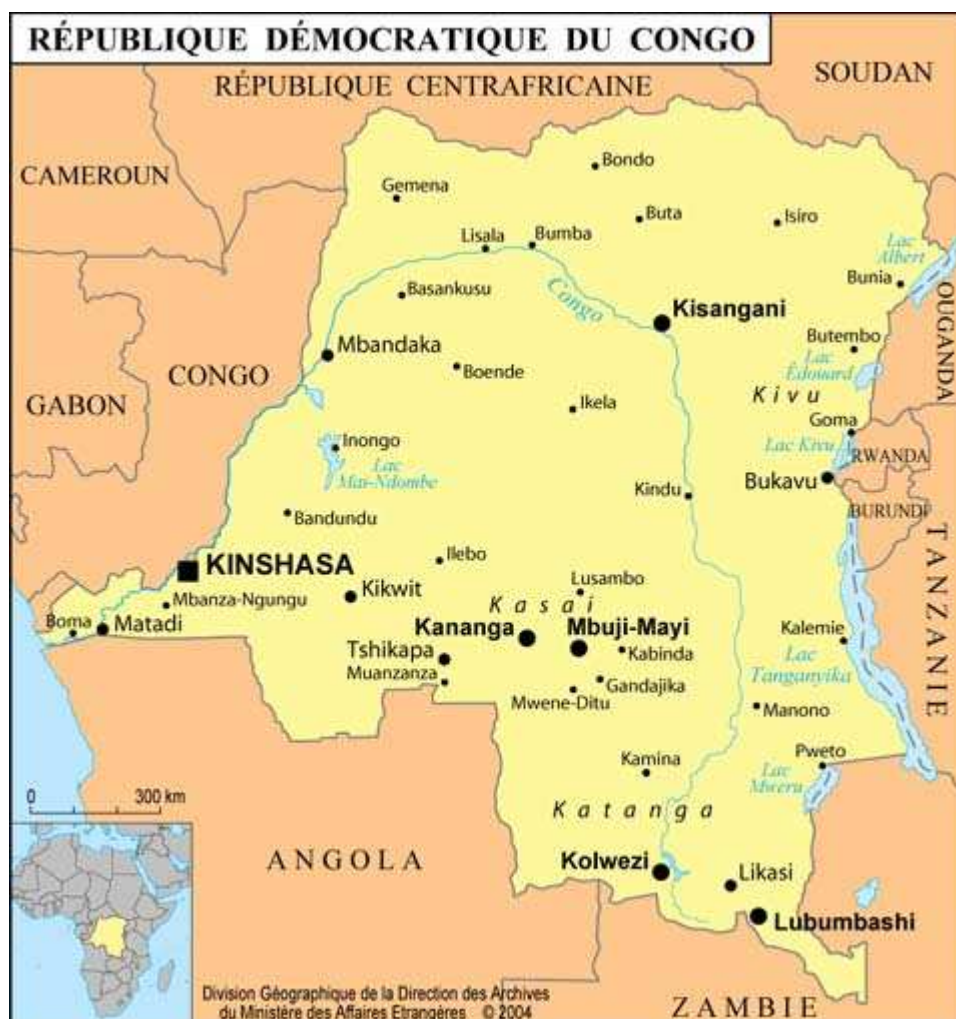 RÉPUBLIQUE DÉMOCRATIQUE DU CONGO
SOUDAN
RÉPUBLIQUE CENTRAFRICAINE
CAMEROUN
Bondo
Gemena
Buta
Isiro
Lisala
Bumba
Lac
Albert
Bunia
Basankusu
Congo
Kisangani
OUGANDA
Mbandaka
Butembo
CONGO
Boende
Lac
Édouard
GABON
Kivu
Ikela
Goma
Inongo
Lac Kivu
RWANDA
Lac
Mai-Ndombe
Kindu
Bukavu
BURUNDI
Bandundu
TANZANIE
Ilebo
KINSHASA
Lusambo
Kikwit
Mbanza-Ngungu
Kasai
Boma
Matadi
Kananga
Mbuji-Mayi
Kalemie
Tshikapa
Kabinda
Lac
Tanganyika
Muanzanza
Gandajika
Mwene-Ditu
Manono
Kamina
Pweto
Lac
Mweru
0 300 km
Katanga
ANGOLA
Kolwezi
Likasi
Lubumbashi
Division Géographique de la Direction des Archives
du Ministère des Affaires Etrangères © 2004
ZAMBIE